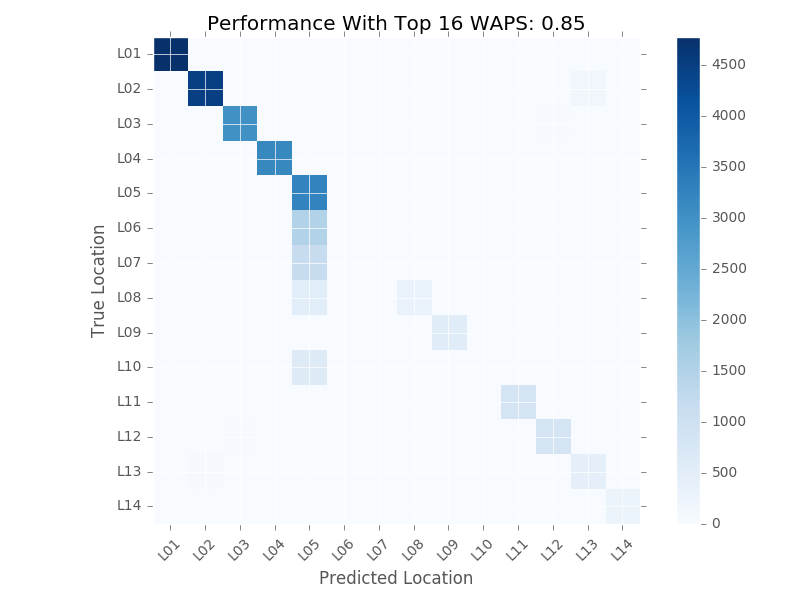 Performance With Top 16 WAPS: 0.85
True Location
L01
L02
L03
L04
L05
L06
L07
L08
L09
L10
L11
L12
L13
L14
L01 L02 L03 L04 L05 L06 L07 L08 L09 L10 L11 L12 L13 L14
Predicted Location
4500
4000
3500
3000
2500
2000
1500
1000
500
0